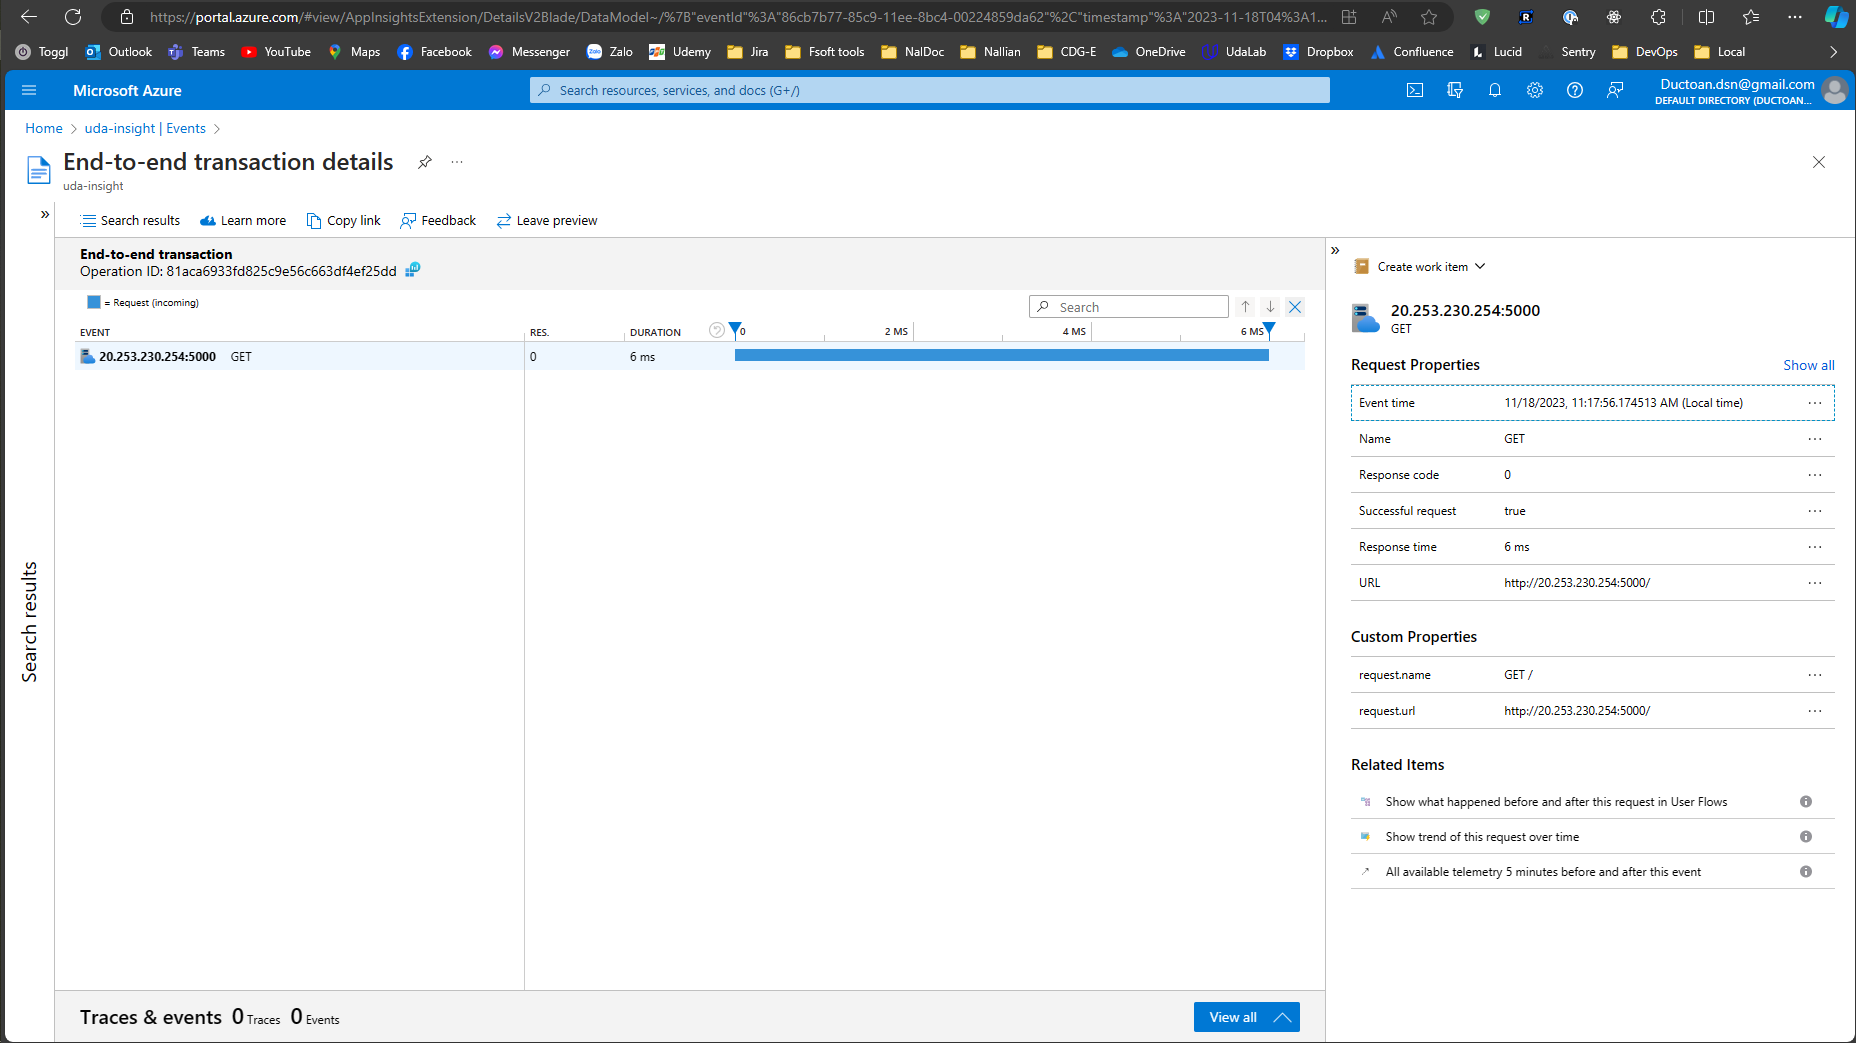 https://portal.azure.com/#view/AppInsightsExtension/DetailsV2Blade/DataModel~/%7B"eventId"%3A"86cb7b77-85c9-11ee-8bc4-00224859da62"%2C"timestamp"%3A"2023-11-18T04%3A1...
Toggl Outlook Teams YouTube Maps Facebook Messenger Zalo Udemy Jira Fsoft tools NalDoc Nallian CDG-E OneDrive UdaLab Dropbox Confluence Lucid Sentry DevOps Local
Microsoft Azure
Search resources, services, and docs (G+/)
Ductoan.dsn@gmail.com
DEFAULT DIRECTORY (DUCTOAN...
Home > uda-insight | Events >
End-to-end transaction details
uda-insight
Search results Learn more Copy link Feedback Leave preview
End-to-end transaction
Operation ID: 81aca6933fd825c9e56c663df4ef25dd
= Request (incoming)
Search
EVENT RES. DURATION 0 2 MS 4 MS 6 MS
20.253.230.254:5000 GET 0 6 ms
Search results
Traces & events 0 Traces 0 Events
View all
Create work item
20.253.230.254:5000
GET
Request Properties Show all
Event time 11/18/2023, 11:17:56.174513 AM (Local time) ...
Name GET ...
Response code 0 ...
Successful request true ...
Response time 6 ms ...
URL http://20.253.230.254:5000/ ...
Custom Properties
request.name GET / ...
request.url http://20.253.230.254:5000/ ...
Related Items
Show what happened before and after this request in User Flows
Show trend of this request over time
All available telemetry 5 minutes before and after this event